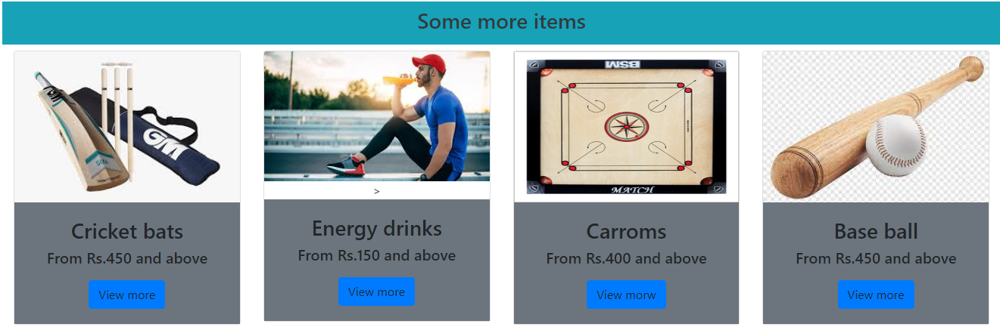 Some more items
GM
BSM
MATCH
>
Cricket bats
From Rs.450 and above
View more
Energy drinks
From Rs.150 and above
View more
Carroms
From Rs.400 and above
View morw
Base ball
From Rs.450 and above
View more